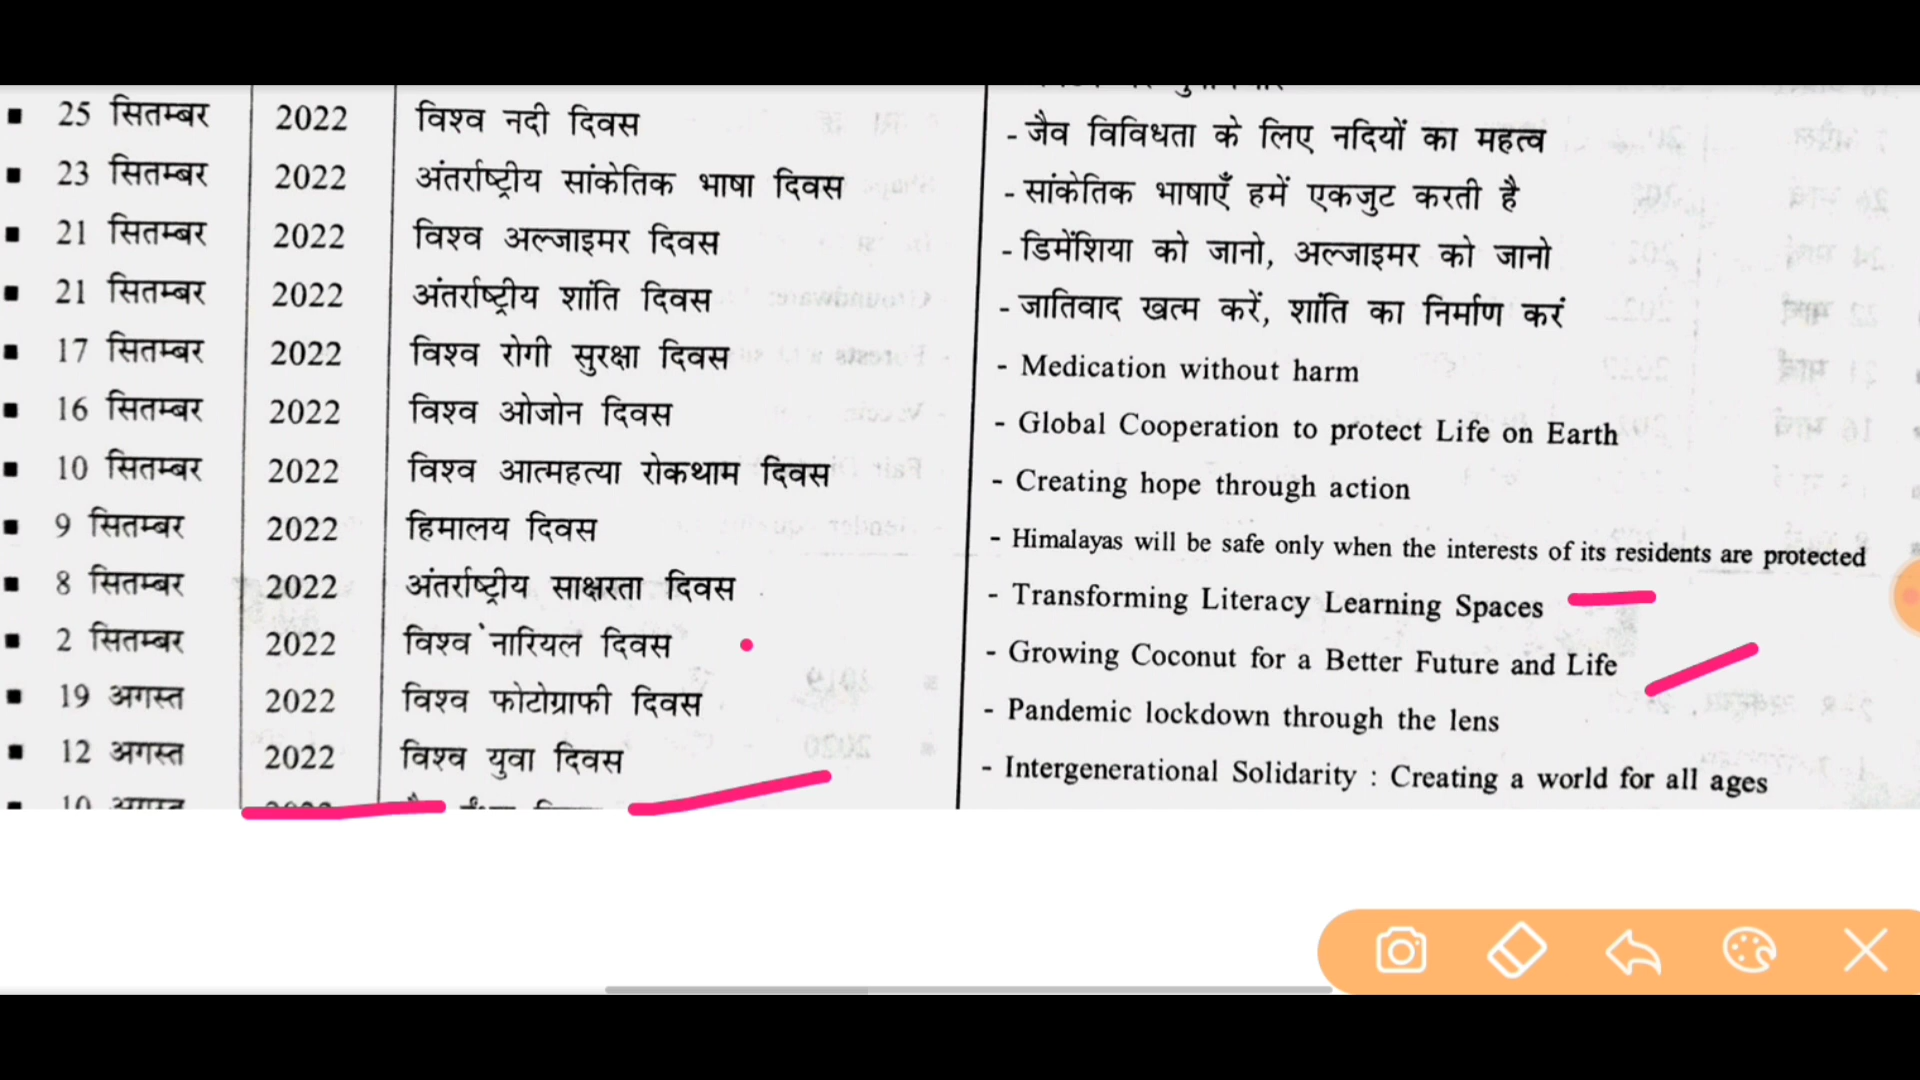 ▪ 25 सितम्बर 2022 विश्व नदी दिवस - जैव विविधता के लिए नदियों का महत्व
▪ 23 सितम्बर 2022 अंतर्राष्ट्रीय सांकेतिक भाषा दिवस - सांकेतिक भाषाएँ हमें एकजुट करती है
▪ 21 सितम्बर 2022 विश्व अल्जाइमर दिवस - डिमेंशिया को जानो, अल्जाइमर को जानो
▪ 21 सितम्बर 2022 अंतर्राष्ट्रीय शांति दिवस - जातिवाद खत्म करें, शांति का निर्माण करं
▪ 17 सितम्बर 2022 विश्व रोगी सुरक्षा दिवस - Medication without harm
▪ 16 सितम्बर 2022 विश्व ओजोन दिवस - Global Cooperation to protect Life on Earth
▪ 10 सितम्बर 2022 विश्व आत्महत्या रोकथाम दिवस - Creating hope through action
▪ 9 सितम्बर 2022 हिमालय दिवस - Himalayas will be safe only when the interests of its residents are protected
▪ 8 सितम्बर 2022 अंतर्राष्ट्रीय साक्षरता दिवस - Transforming Literacy Learning Spaces
▪ 2 सितम्बर 2022 विश्व नारियल दिवस - Growing Coconut for a Better Future and Life
▪ 19 अगस्त 2022 विश्व फोटोग्राफी दिवस - Pandemic lockdown through the lens
▪ 12 अगस्त 2022 विश्व युवा दिवस - Intergenerational Solidarity : Creating a world for all ages